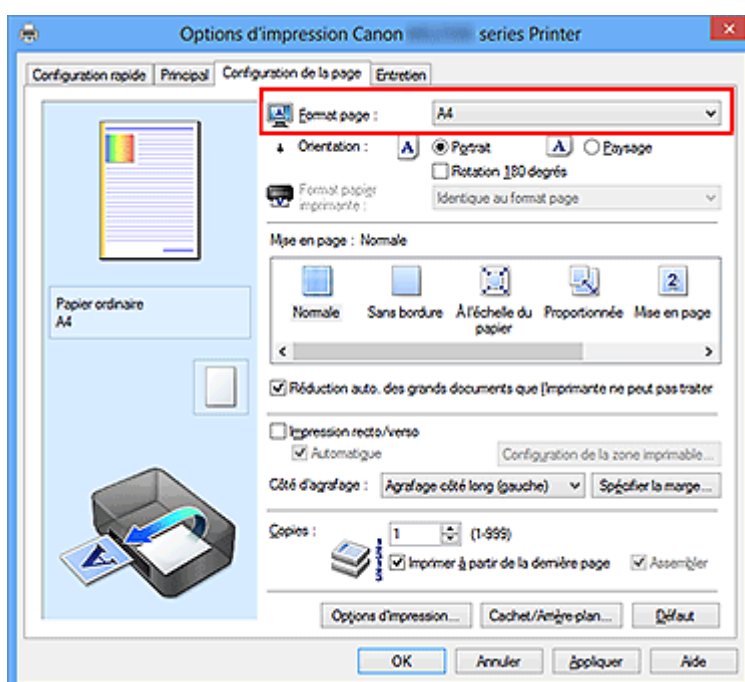 Options d'impression Canon series Printer
Configuration rapide Principal Configuration de la page Entretien
Format page : A4
Orientation : A Portrait A Paysage
Rotation 180 degrés
Format papier imprimante : Identique au format page
Mise en page : Normale
Normale Sans bordure À l'échelle du papier Proportionnée Mise en page
Papier ordinaire
A4
Réduction auto. des grands documents que l'imprimante ne peut pas traiter
Impression recto/verso
Automatique Configuration de la zone imprimable...
Côté d'agrafage : Agrafage côté long (gauche) Spécifier la marge...
Copies : 1 (1-999)
Imprimer à partir de la dernière page Assembler
Options d'impression... Cachet/Arrière-plan... Défaut
OK Annuler Appliquer Aide